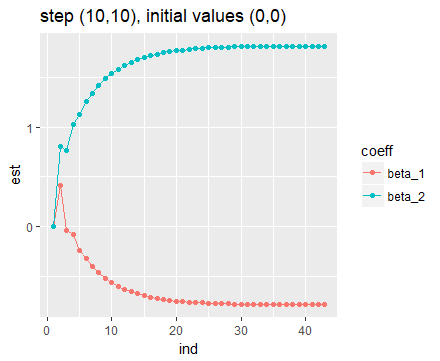 step (10,10), initial values (0,0)
1
0
est
0
10
20
30
40
ind
coeff
beta_1
beta_2